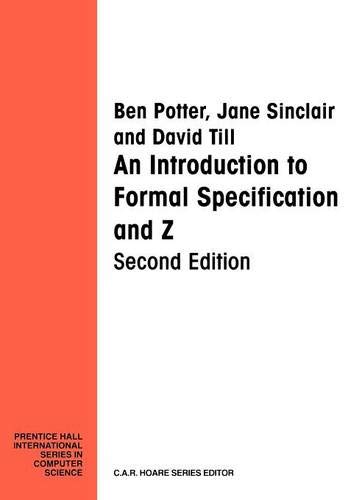 Ben Potter, Jane Sinclair
and David Till
An Introduction to
Formal Specification
and Z
Second Edition
PRENTICE HALL
INTERNATIONAL
SERIES IN
COMPUTER
SCIENCE
C.A.R. HOARE SERIES EDITOR